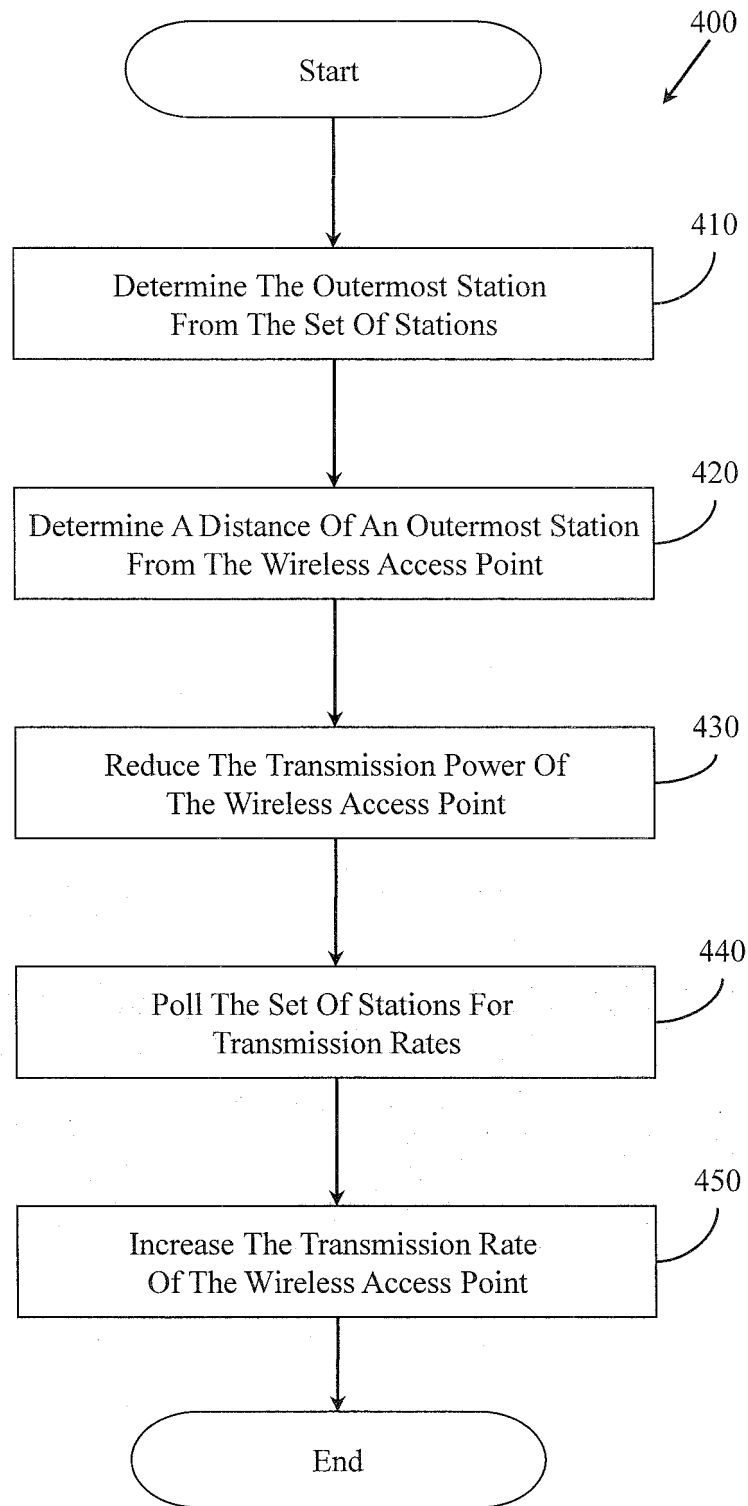 400
Start
410
Determine The Outermost Station
From The Set Of Stations
420
Determine A Distance Of An Outermost Station
From The Wireless Access Point
430
Reduce The Transmission Power Of
The Wireless Access Point
440
Poll The Set Of Stations For
Transmission Rates
450
Increase The Transmission Rate
Of The Wireless Access Point
End